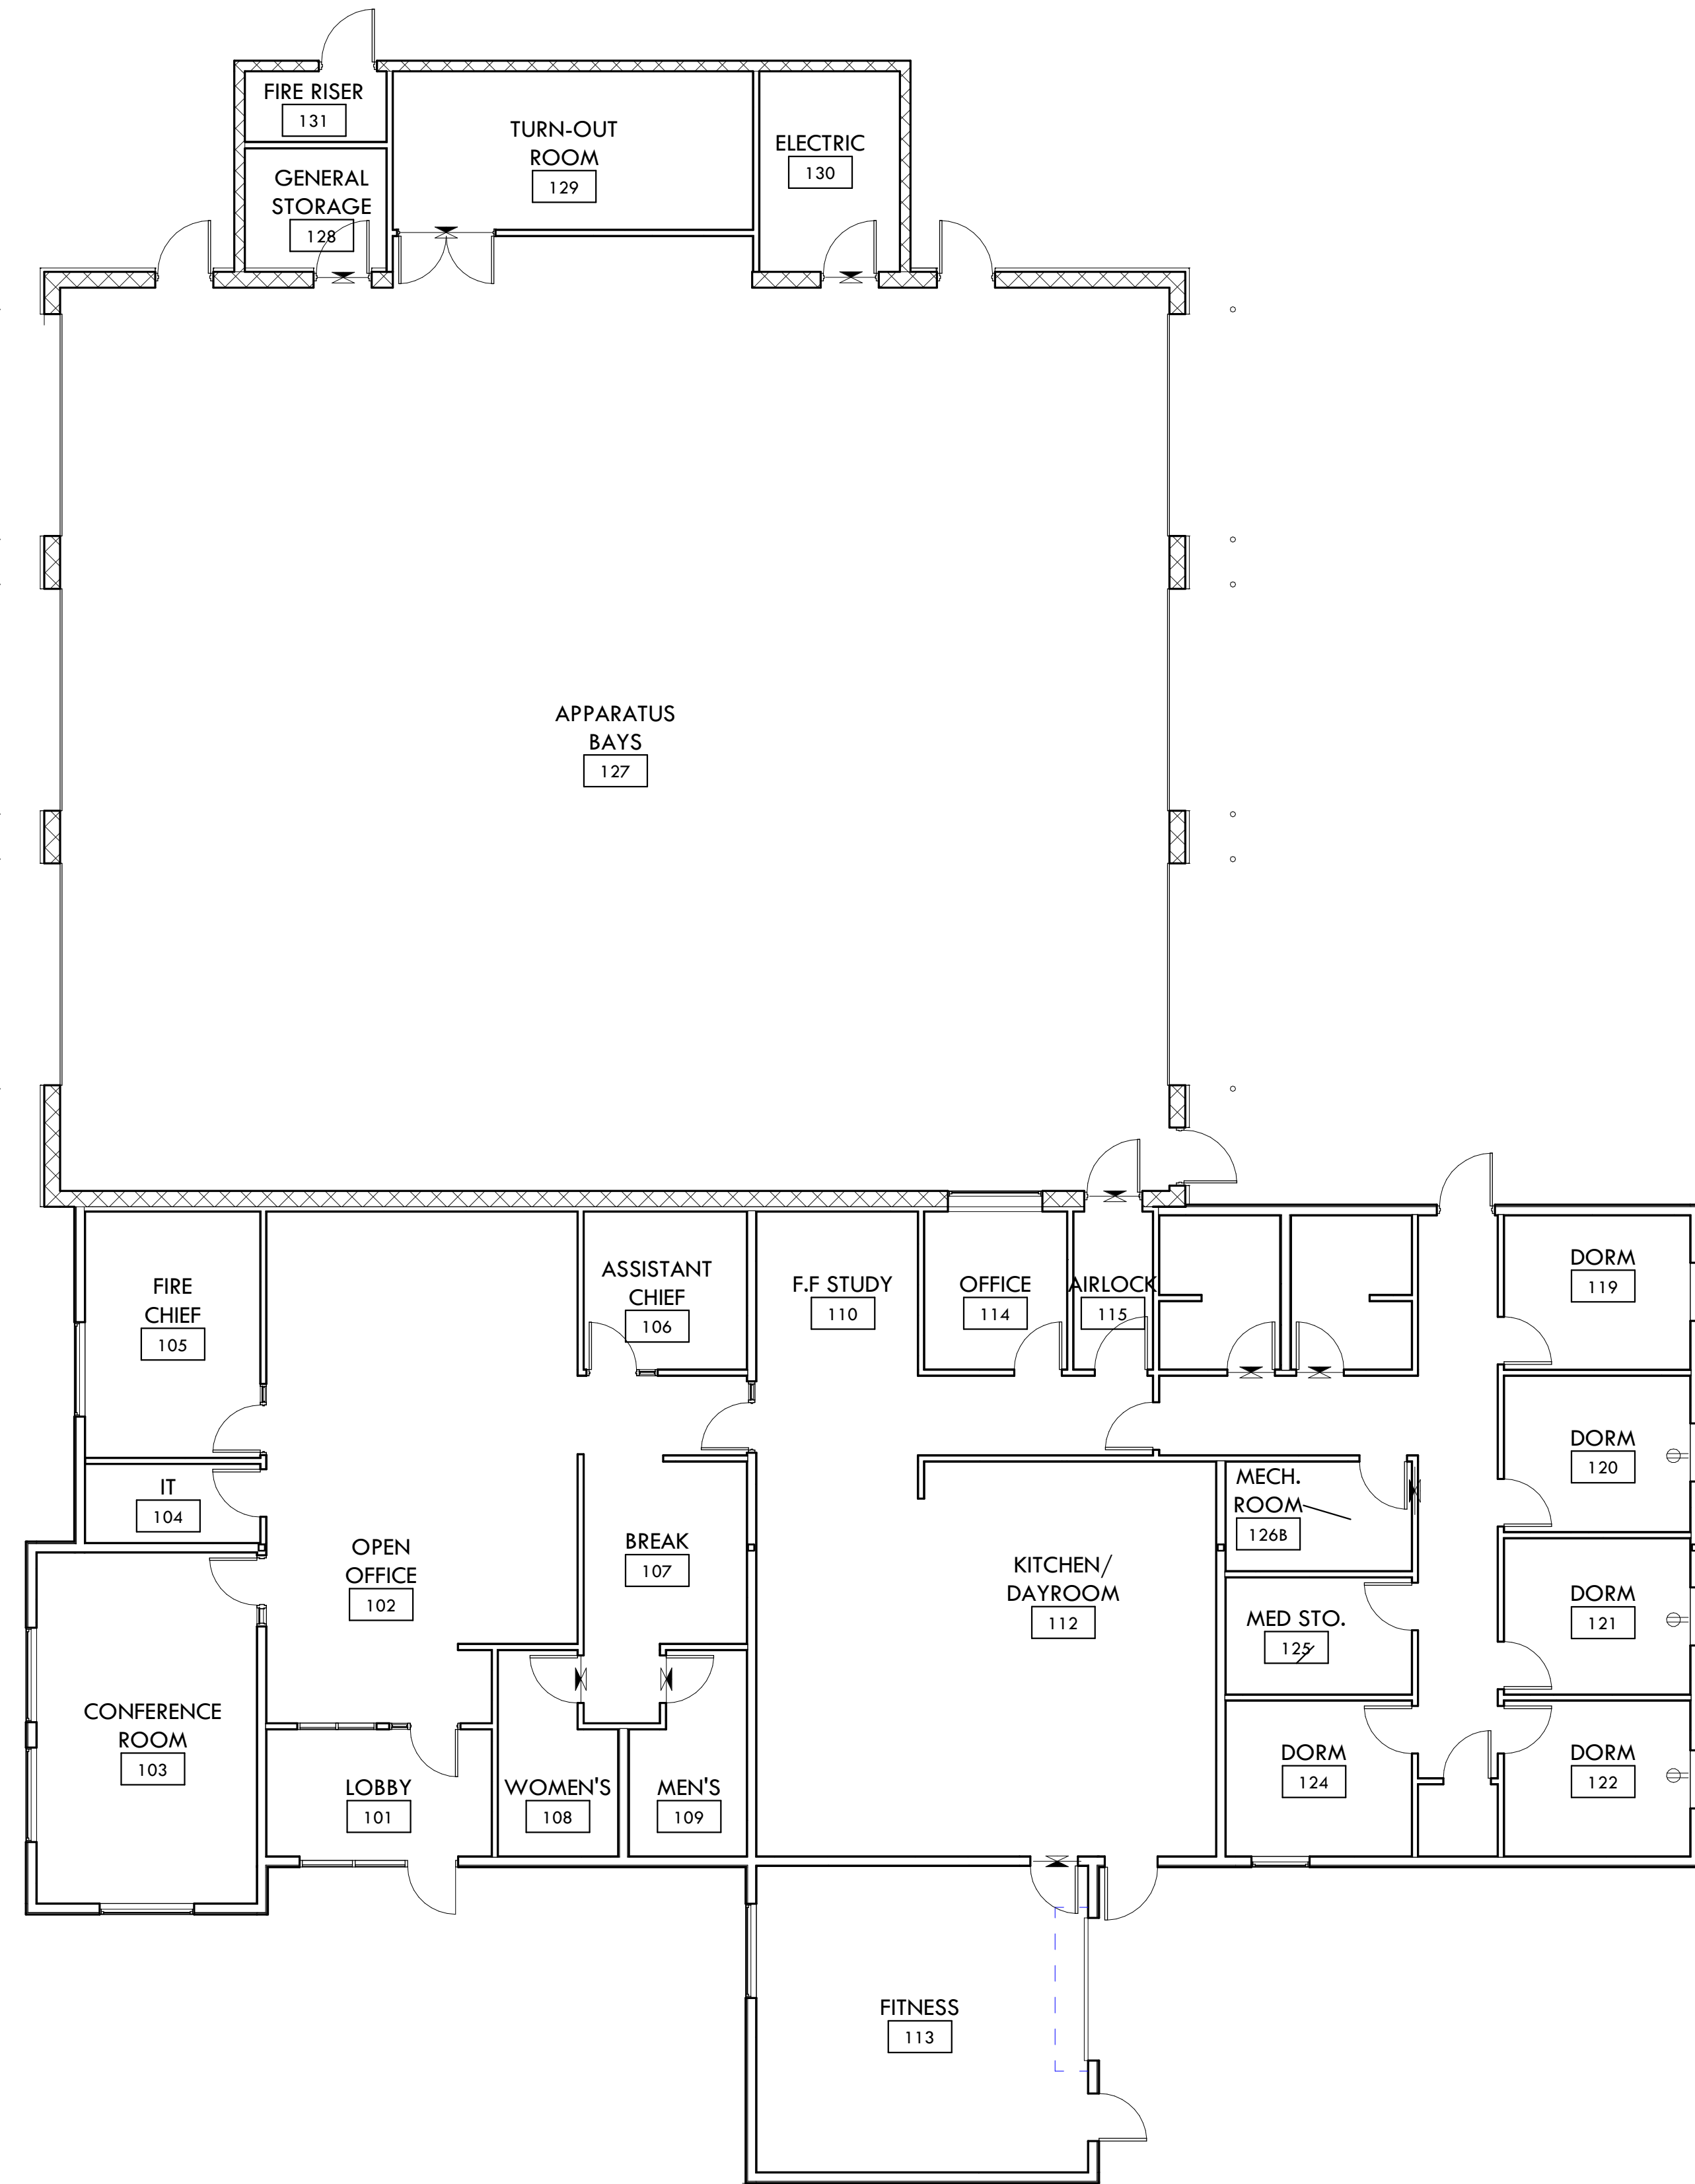 FIRE RISER
131
TURN-OUT
ROOM
129
ELECTRIC
130
GENERAL
STORAGE
128
APPARATUS
BAYS
127
FIRE
CHIEF
105
ASSISTANT
CHIEF
106
F.F STUDY
110
OFFICE
114
AIRLOCK
115
DORM
119
DORM
120
IT
104
MECH.
ROOM
126B
OPEN
OFFICE
102
BREAK
107
KITCHEN/
DAYROOM
112
MED STO.
125
DORM
121
CONFERENCE
ROOM
103
LOBBY
101
WOMEN'S
108
MEN'S
109
DORM
124
DORM
122
FITNESS
113